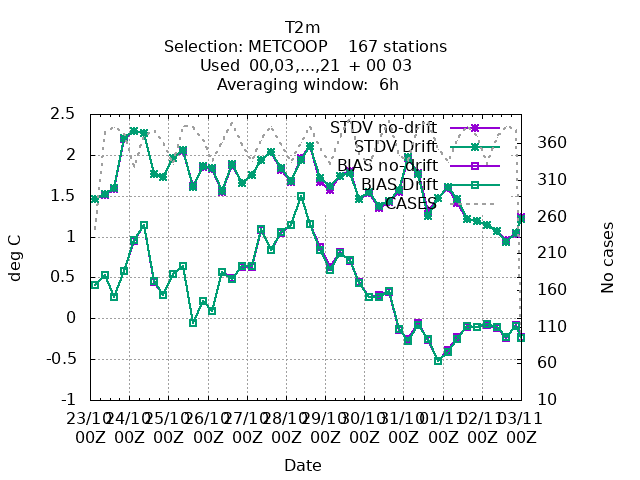 T2m
Selection: METCOOP 167 stations
Used 00,03,...,21 + 00 03
Averaging window: 6h
STDV no-drift
STDV Drift
BIAS no-drift
BIAS Drift
CASES
2.5
2
1.5
1
0.5
0
-0.5
-1
deg C
360
310
260
210
160
110
60
10
No cases
23/10 24/10 25/10 26/10 27/10 28/10 29/10 30/10 31/10 01/11 02/11 03/11
00Z 00Z 00Z 00Z 00Z 00Z 00Z 00Z 00Z 00Z 00Z 00Z
Date